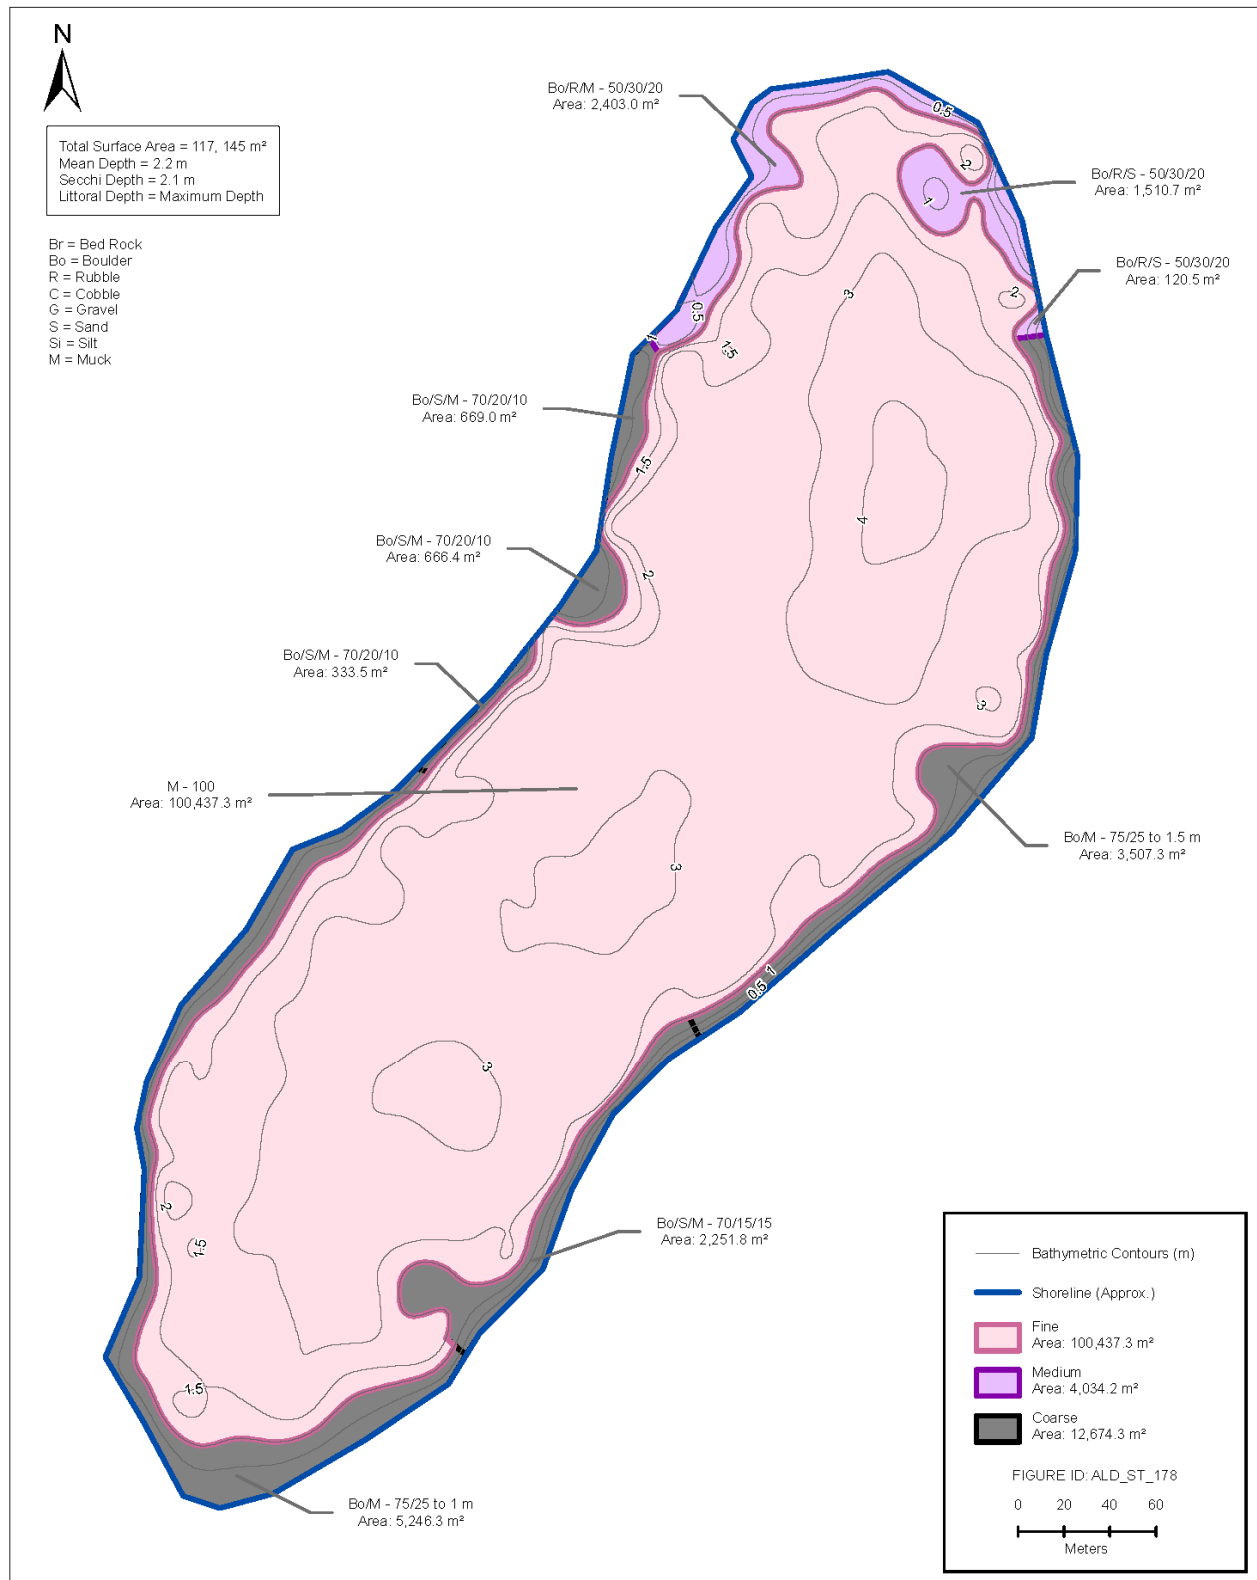 N
Total Surface Area = 117, 145 m²
Mean Depth = 2.2 m
Secchi Depth = 2.1 m
Littoral Depth = Maximum Depth
Br = Bed Rock
Bo = Boulder
R = Rubble
C = Cobble
G = Gravel
S = Sand
Si = Silt
M = Muck
Bo/R/M - 50/30/20
Area: 2,403.0 m²
0.5
2
Bo/R/S - 50/30/20
Area: 1,510.7 m²
1
Bo/R/S - 50/30/20
Area: 120.5 m²
2
3
0.5
1
1.5
Bo/S/M - 70/20/10
Area: 669.0 m²
1.5
4
Bo/S/M - 70/20/10
Area: 666.4 m²
2
Bo/S/M - 70/20/10
Area: 333.5 m²
3
M - 100
Area: 100,437.3 m²
Bo/M - 75/25 to 1.5 m
Area: 3,507.3 m²
3
1
0.5
3
2
1.5
Bo/S/M - 70/15/15
Area: 2,251.8 m²
1.5
Bo/M - 75/25 to 1 m
Area: 5,246.3 m²
Bathymetric Contours (m)
Shoreline (Approx.)
Fine
Area: 100,437.3 m²
Medium
Area: 4,034.2 m²
Coarse
Area: 12,674.3 m²
FIGURE ID: ALD_ST_178
0 20 40 60
Meters